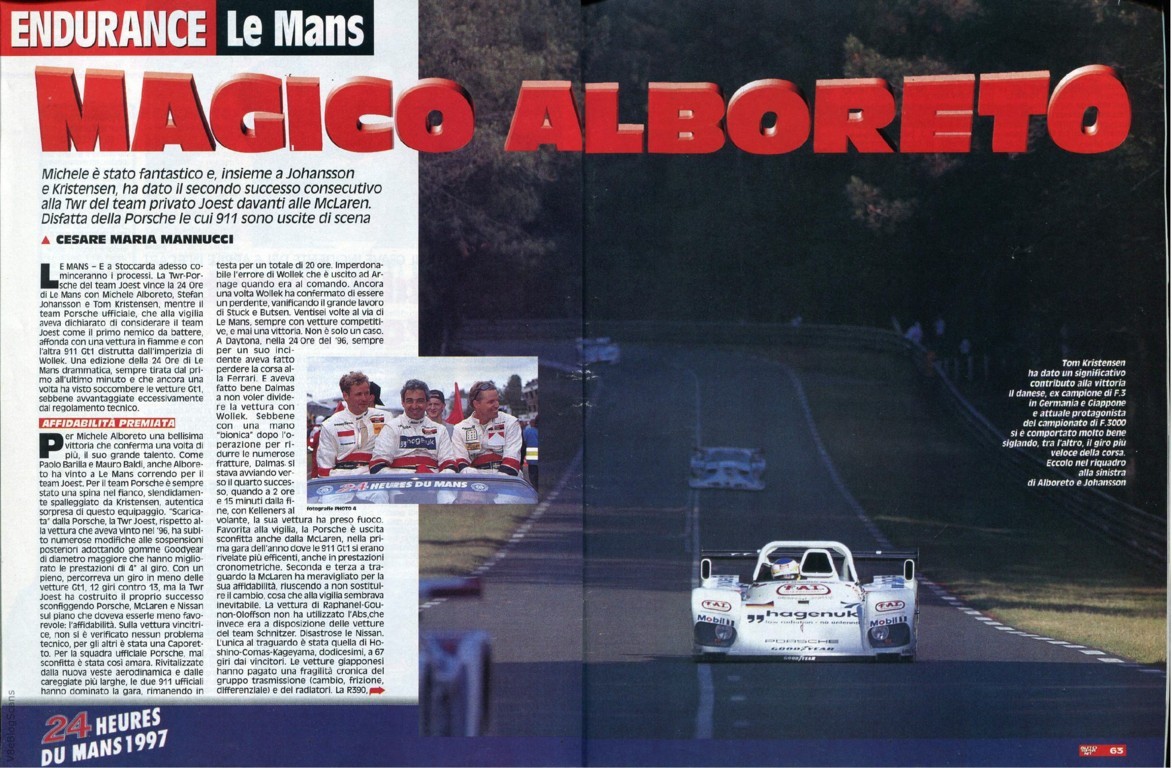 ENDURANCE Le Mans
MAGICO ALBORETO
Michele è stato fantastico e, insieme a Johansson
e Kristensen, ha dato il secondo successo consecutivo
alla Twr del team privato Joest davanti alle McLaren.
Disfatta della Porsche le cui 911 sono uscite di scena
▲ CESARE MARIA MANNUCCI
LE MANS – E a Stoccarda adesso co-
minceranno i processi. La Twr-Por-
sche del team Joest vince la 24 Ore
di Le Mans con Michele Alboreto, Stefan
Johansson e Tom Kristensen, mentre il
team Porsche ufficiale, che alla vigilia
aveva dichiarato di considerare il team
Joest come il primo nemico da battere,
affonda con una vettura in fiamme e con
l'altra 911 Gt1 distrutta dall'imperizia di
Wollek. Una edizione della 24 Ore di Le
Mans drammatica, sempre tirata dal pri-
mo all'ultimo minuto e che ancora una
volta ha visto soccombere le vetture Gt1,
sebbene avvantaggiate eccessivamente
dal regolamento tecnico.
AFFIDABILITÀ PREMIATA
Per Michele Alboreto una bellissima
vittoria che conferma una volta di
più, il suo grande talento. Come
Paolo Barilla e Mauro Baldi, anche Albore-
to ha vinto a Le Mans correndo per il
team Joest. Per il team Porsche è sempre
stato una spina nel fianco, slendidamen-
te spalleggiato da Kristensen, autentica
sorpresa di questo equipaggio. "Scarica-
ta" dalla Porsche, la Twr Joest, rispetto al-
la vettura che aveva vinto nel '96, ha subi-
to numerose modifiche alle sospensioni
posteriori adottando gomme Goodyear
di diametro maggiore che hanno miglio-
rato le prestazioni di 4" al giro. Con un
pieno, percorreva un giro in meno delle
vetture Gt1, 12 giri contro 13, ma la Twr
Joest ha costruito il proprio successo
sconfiggendo Porsche, McLaren e Nissan
sul piano che doveva esserle meno favo-
revole: l'affidabilità. Sulla vettura vincitri-
ce, non si è verificato nessun problema
tecnico, per gli altri è stata una Caporet-
to. Per la squadra ufficiale Porsche, mai
sconfitta è stata così amara. Rivitalizzate
dalla nuova veste aerodinamica e dalle
careggiate più larghe, le due 911 ufficiali
hanno dominato la gara, rimanendo in
testa per un totale di 20 ore. Imperdona-
bile l'errore di Wollek che è uscito ad Ar-
nage quando era al comando. Ancora
una volta Wollek ha confermato di essere
un perdente, vanificando il grande lavoro
di Stuck e Butsen. Ventisei volte al via di
Le Mans, sempre con vetture competiti-
ve, e mai una vittoria. Non è solo un caso.
A Daytona, nella 24 Ore del '96, sempre
per un suo inci-
dente aveva fatto
perdere la corsa al-
la Ferrari. E aveva
fatto bene Dalmas
a non voler divide-
re la vettura con
Wollek. Sebbene
con una mano
"bionica" dopo l'o-
perazione per ri-
durre le numerose
fratture, Dalmas si
stava avviando ver-
so il quarto succes-
so, quando a 2 ore
e 15 minuti dalla fi-
ne, con Kelleners al
volante, la sua vettura ha preso fuoco.
Favorita alla vigilia, la Porsche è uscita
sconfitta anche dalla McLaren, nella pri-
ma gara dell'anno dove le 911 Gt1 si erano
rivelate più efficenti, anche in prestazioni
cronometriche. Seconda e terza a tra-
guardo la McLaren ha meravigliato per la
sua affidabilità, riuscendo a non sostitui-
re il cambio, cosa che alla vigilia sembrava
inevitabile. La vettura di Raphanel-Gou-
non-Oloffson non ha utilizzato l'Abs,che
invece era a disposizione delle vetture
del team Schnitzer. Disastrose le Nissan.
L'unica al traguardo è stata quella di Ho-
shino-Comas-Kageyama, dodicesimi, a 67
giri dai vincitori. Le vetture giapponesi
hanno pagato una fragilità cronica del
gruppo trasmissione (cambio, frizione,
differenziale) e dei radiatori. La R390,
24 HEURES DU MANS
fotografie PHOTO 4
Tom Kristensen
ha dato un significativo
contributo alla vittoria
il danese, ex campione di F.3
in Germania e Giappone
e attuale protagonista
del campionato di F.3000
si è comportato molto bene
siglando, tra l'altro, il giro più
veloce della corsa.
Eccolo nel riquadro
alla sinistra
di Alboreto e Johansson
FAT
FAT
FAT
hagenuk
Mobil 1
Mobil 1
PORSCHE
GOODYEAR
24 HEURES
DU MANS 1997
63